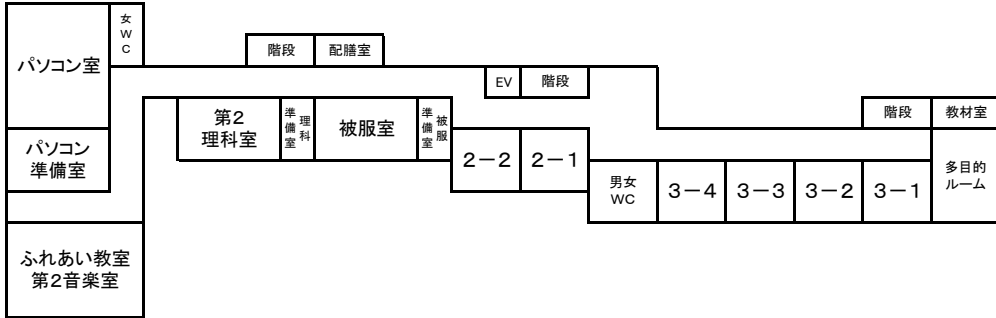 パソコン室
女WC
階段
配膳室
EV
階段
階段
教材室
パソコン
準備室
第2
理科室
理科
準備室
被服室
被服
準備室
2－2
2－1
男女
WC
3－4
3－3
3－2
3－1
多目的
ルーム
ふれあい教室
第2音楽室